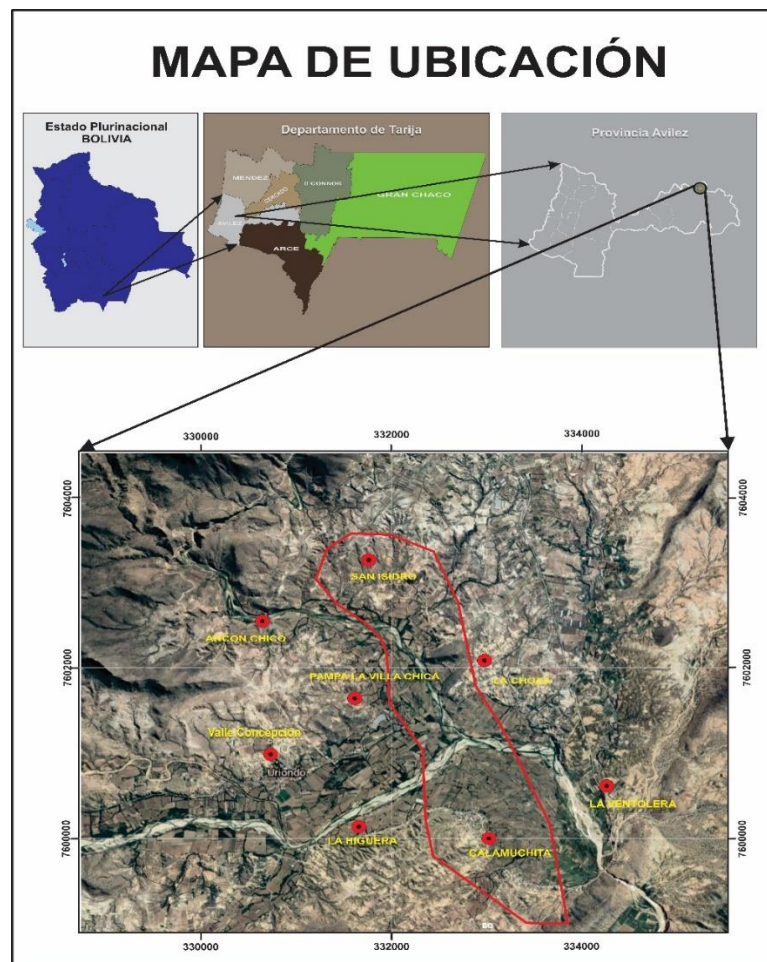 MAPA DE UBICACIÓN
Estado Plurinacional
BOLIVIA
Departamento de Tarija
MENDEZ
CERCADO
O CONNOR
GRAN CHACO
AVILEZ
ARCE
Provincia Avilez
330000
332000
334000
7604000
7604000
SAN ISIDRO
ANCON CHICO
7602000
7602000
PAMPA LA VILLA CHICA
LA CHOZA
Valle Concepción
Uriondo
LA VENTOLERA
7600000
7600000
LA HIGUERA
CALAMUCHITA
330000
332000
334000